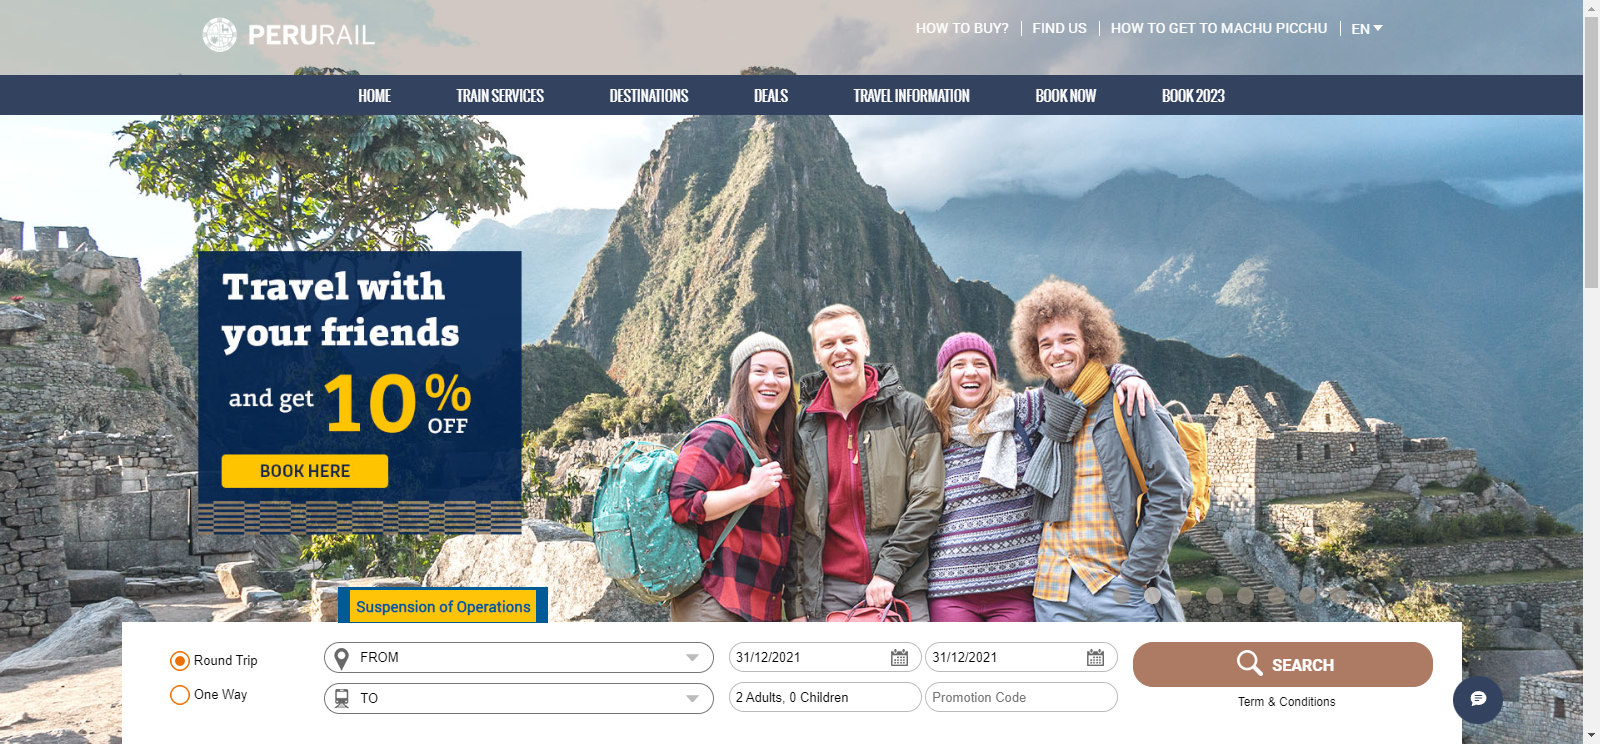 PERURAIL
HOW TO BUY?
FIND US
HOW TO GET TO MACHU PICCHU
EN
HOME
TRAIN SERVICES
DESTINATIONS
DEALS
TRAVEL INFORMATION
BOOK NOW
BOOK 2023
Travel with
your friends
and get 10%
OFF
BOOK HERE
Suspension of Operations
Round Trip
One Way
FROM
TO
31/12/2021
31/12/2021
2 Adults, 0 Children
Promotion Code
SEARCH
Term & Conditions